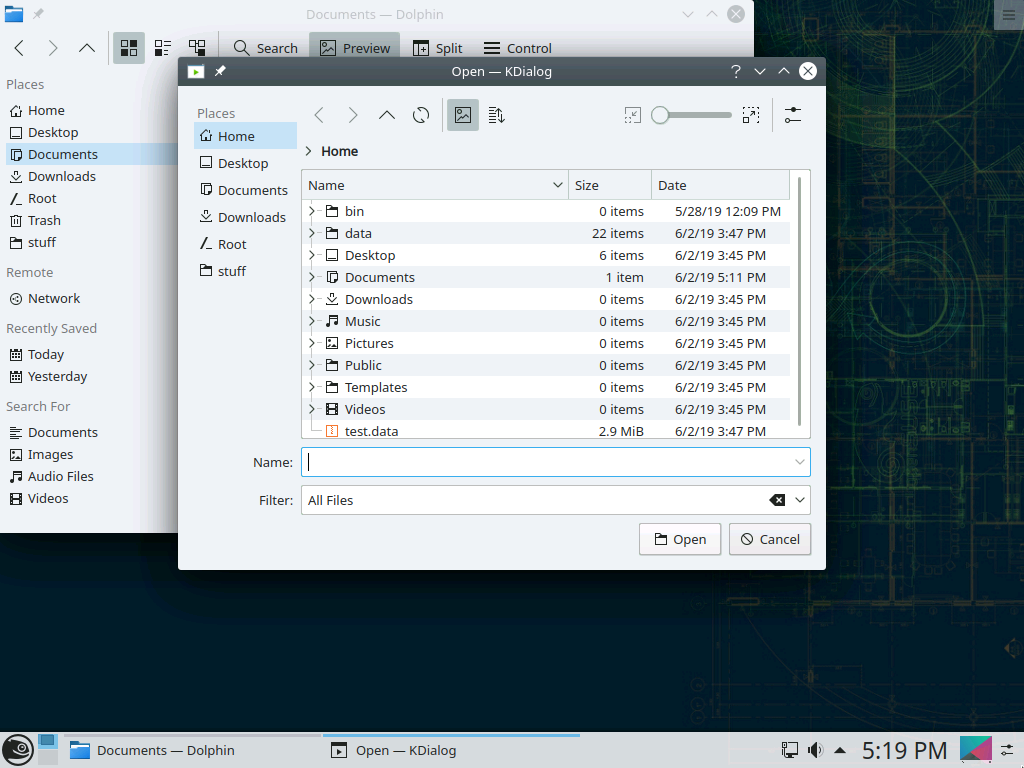 Documents — Dolphin
Search
Preview
Split
Control
Places
Home
Desktop
Documents
Downloads
Root
Trash
stuff
Remote
Network
Recently Saved
Today
Yesterday
Search For
Documents
Images
Audio Files
Videos
Open — KDialog
?
Places
Home
Desktop
Documents
Downloads
Root
stuff
Home
Name Size Date
bin 0 items 5/28/19 12:09 PM
data 22 items 6/2/19 3:47 PM
Desktop 6 items 6/2/19 3:45 PM
Documents 1 item 6/2/19 5:11 PM
Downloads 0 items 6/2/19 3:45 PM
Music 0 items 6/2/19 3:45 PM
Pictures 0 items 6/2/19 3:45 PM
Public 0 items 6/2/19 3:45 PM
Templates 0 items 6/2/19 3:45 PM
Videos 0 items 6/2/19 3:45 PM
test.data 2.9 MiB 6/2/19 3:47 PM
Name:
Filter: All Files
Open
Cancel
Documents — Dolphin
Open — KDialog
5:19 PM